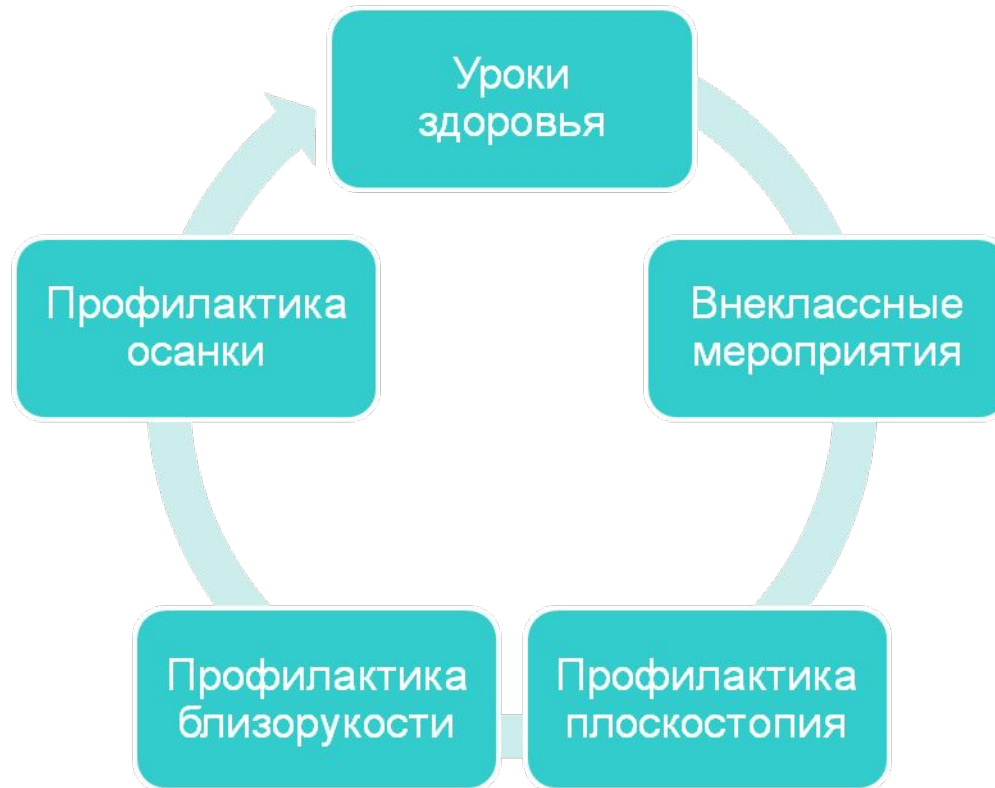 Уроки
здоровья
Внеклассные
мероприятия
Профилактика
плоскостопия
Профилактика
близорукости
Профилактика
осанки